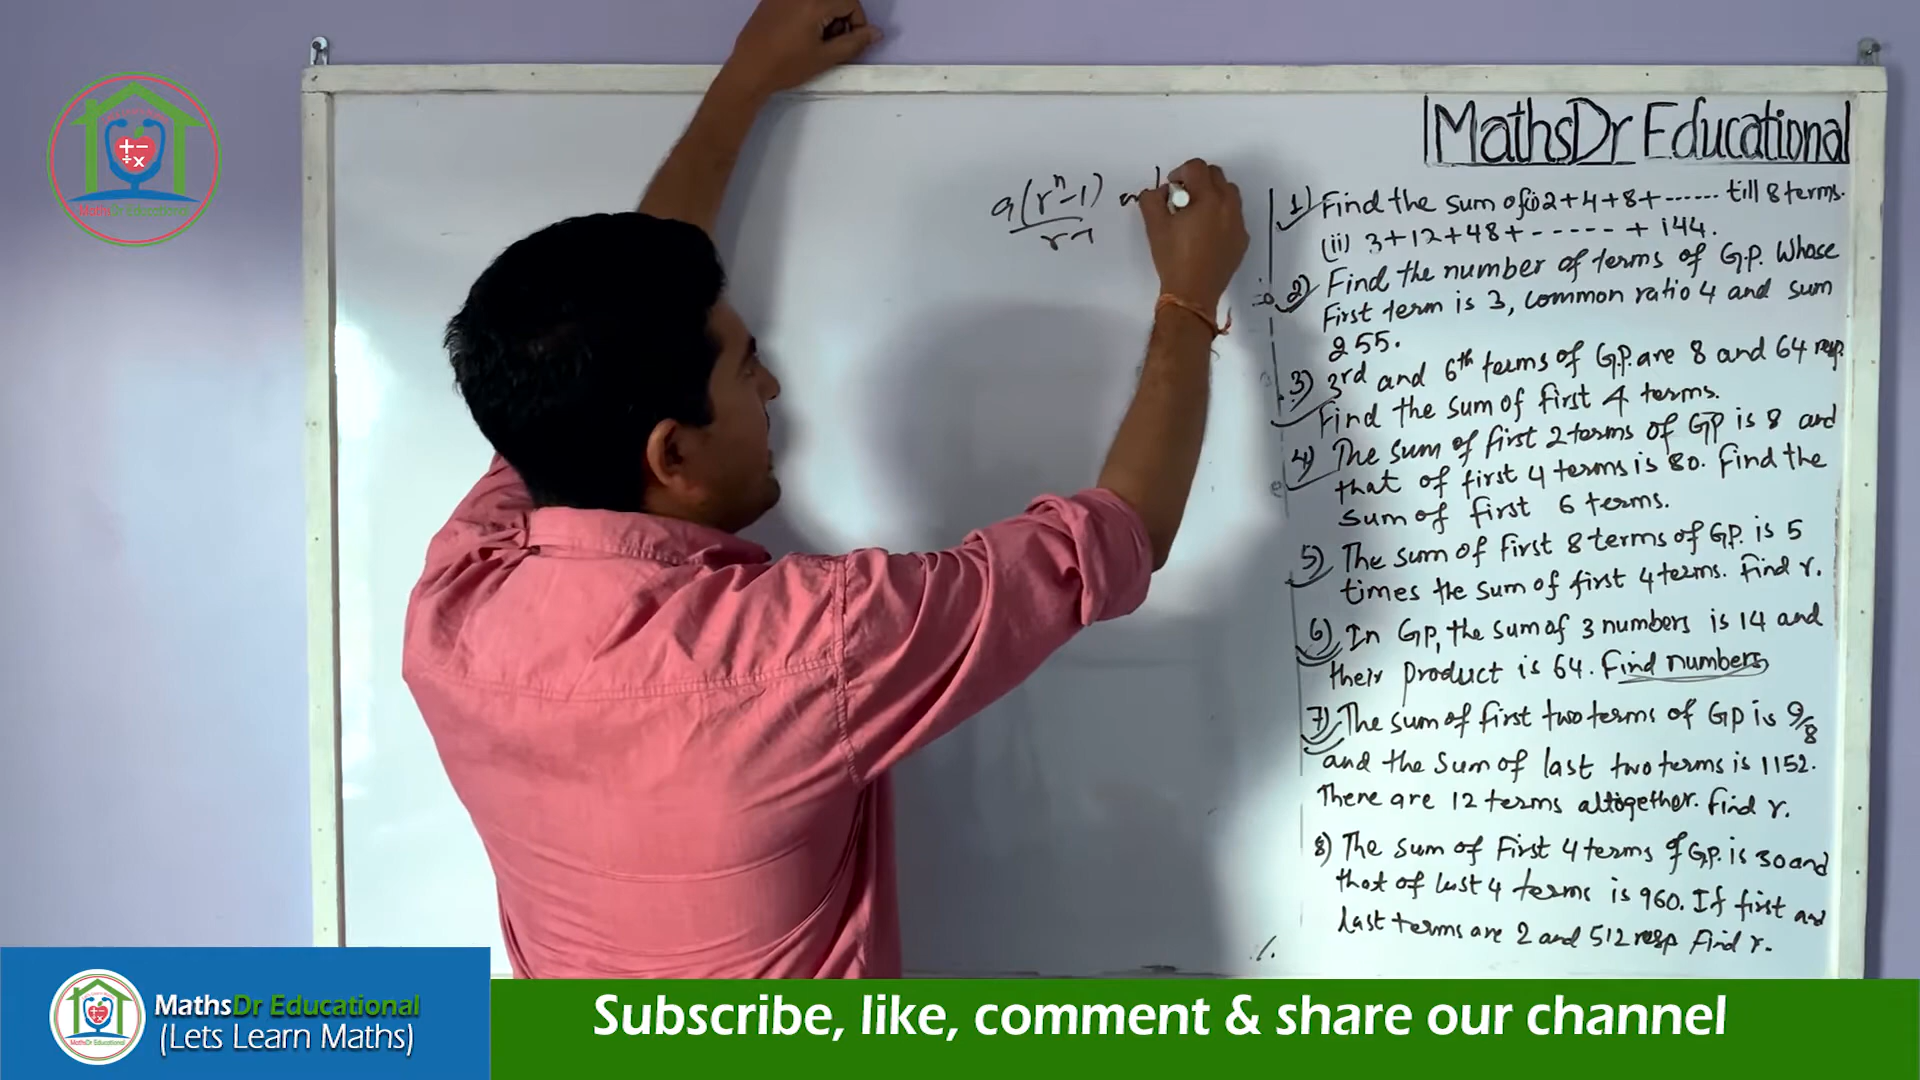 MathsDr Educational
a(rⁿ-1)
r-1
1) Find the sum of (i) 2+4+8+------ till 8 terms.
(ii) 3+12+48+------+ 144.
2) Find the number of terms of G.P. Whose
First term is 3, common ratio 4 and sum
255.
3) 3rd and 6th terms of G.P. are 8 and 64 resp.
Find the sum of first 4 terms.
4) The sum of first 2 terms of GP is 8 and
that of first 4 terms is 80. Find the
sum of first 6 terms.
5) The sum of first 8 terms of GP. is 5
times the sum of first 4 terms. Find r.
6) In GP, the sum of 3 numbers is 14 and
their product is 64. Find numbers
7) The sum of first two terms of GP is 9/8
and the sum of last two terms is 1152.
There are 12 terms altogether. Find r.
8) The sum of First 4 terms of G.P. is 30 and
that of last 4 terms is 960. If first and
last terms are 2 and 512 resp Find r.
MathsDr Educational
MathsDr Educational
(Lets Learn Maths)
MathsDr Educational
Subscribe, like, comment & share our channel